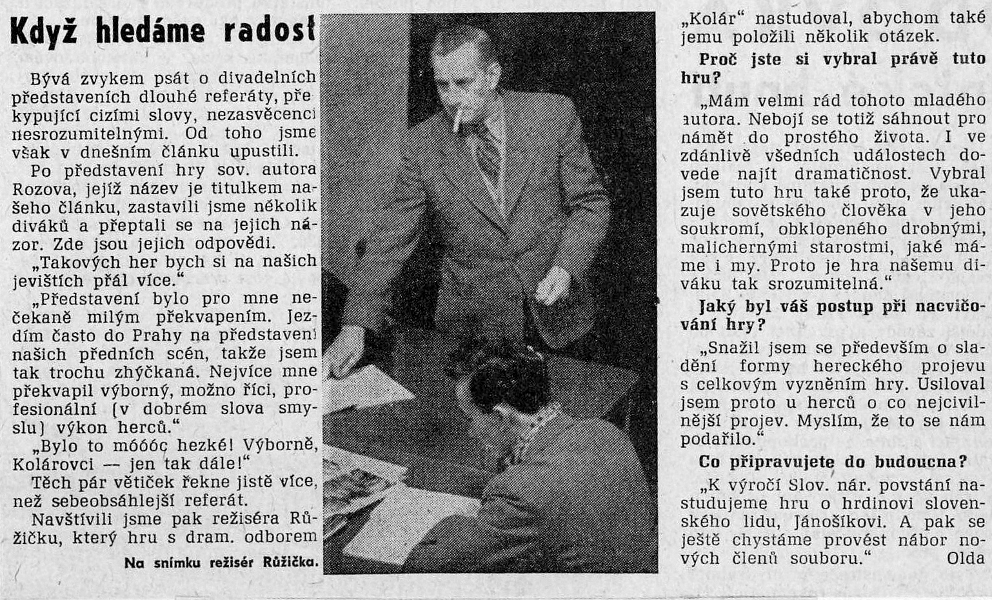 Když hledáme radost
Bývá zvykem psát o divadelních
představeních dlouhé referáty, pře
kypující cizími slovy, nezasvěcenci
nesrozumitelnými. Od toho jsme
však v dnešním článku upustili.
Po představení hry sov. autora
Rozova, jejíž název je titulkem na-
šeho článku, zastavili jsme několik
diváků a přeptali se na jejich ná-
zor. Zde jsou jejich odpovědi.
„Takových her bych si na našich
jevištích přál více.“
„Představení bylo pro mne ne-
čekaně milým překvapením. Jez-
dím často do Prahy na představení
našich předních scén, takže jsem
tak trochu zhýčkaná. Nejvíce mne
překvapil výborný, možno říci, pro-
fesionální (v dobrém slova smy-
slu) výkon herců.“
„Bylo to móóóc hezké! Výborně,
Kolárovci — jen tak dále!“
Těch pár větiček řekne jistě více,
než sebeobsáhlejší referát.
Navštívili jsme pak režiséra Rů-
žičku, který hru s dram. odborem
Na snímku režisér Růžička.
„Kolár“ nastudoval, abychom také
jemu položili několik otázek.
Proč jste si vybral právě tuto
hru?
„Mám velmi rád tohoto mladého
autora. Nebojí se totiž sáhnout pro
námět do prostého života. I ve
zdánlivě všedních událostech do-
vede najít dramatičnost. Vybral
jsem tuto hru také proto, že uka-
zuje sovětského člověka v jeho
soukromí, obklopeného drobnými,
malichernými starostmi, jaké má-
me i my. Proto je hra našemu di-
váku tak srozumitelná.“
Jaký byl váš postup při nacvičo-
vání hry?
„Snažil jsem se především o sla-
dění formy hereckého projevu
s celkovým vyzněním hry. Usiloval
jsem proto u herců o co nejcivil-
nější projev. Myslím, že to se nám
podařilo.“
Co připravujete do budoucna?
„K výročí Slov. nár. povstání na-
studujeme hru o hrdinovi sloven-
ského lidu, Jánošíkovi. A pak se
ještě chystáme provést nábor no-
vých členů souboru.“ Olda